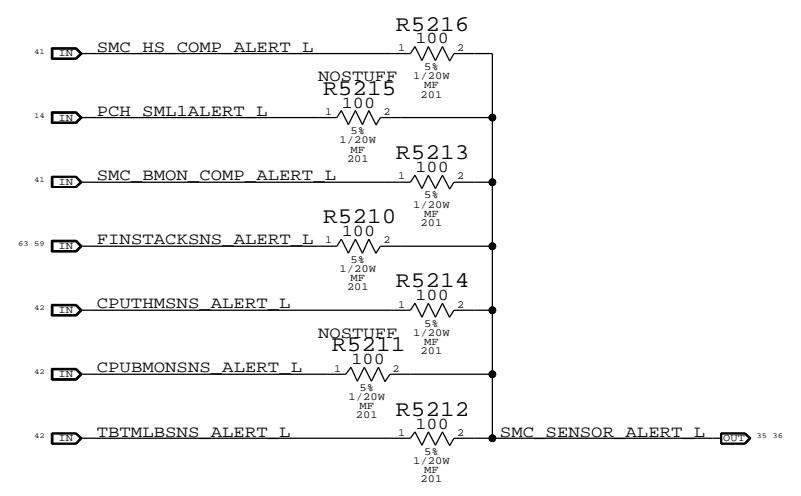 R5216
100
41 IN SMC_HS_COMP_ALERT_L 1 2
5%
1/20W
MF
201
NOSTUFF
R5215
100
14 IN PCH_SML1ALERT_L 1 2
5%
1/20W
MF
201
R5213
100
41 IN SMC_BMON_COMP_ALERT_L 1 2
5%
1/20W
MF
201
R5210
100
63 59 IN FINSTACKSNS_ALERT_L 1 2
5%
1/20W
MF
201
R5214
100
42 IN CPUTHMSNS_ALERT_L 1 2
5%
1/20W
MF
201
NOSTUFF
R5211
100
42 IN CPUBMONSNS_ALERT_L 1 2
5%
1/20W
MF
201
R5212
100
42 IN TBTMLBSNS_ALERT_L 1 2 SMC_SENSOR_ALERT_L OUT 35 36
5%
1/20W
MF
201